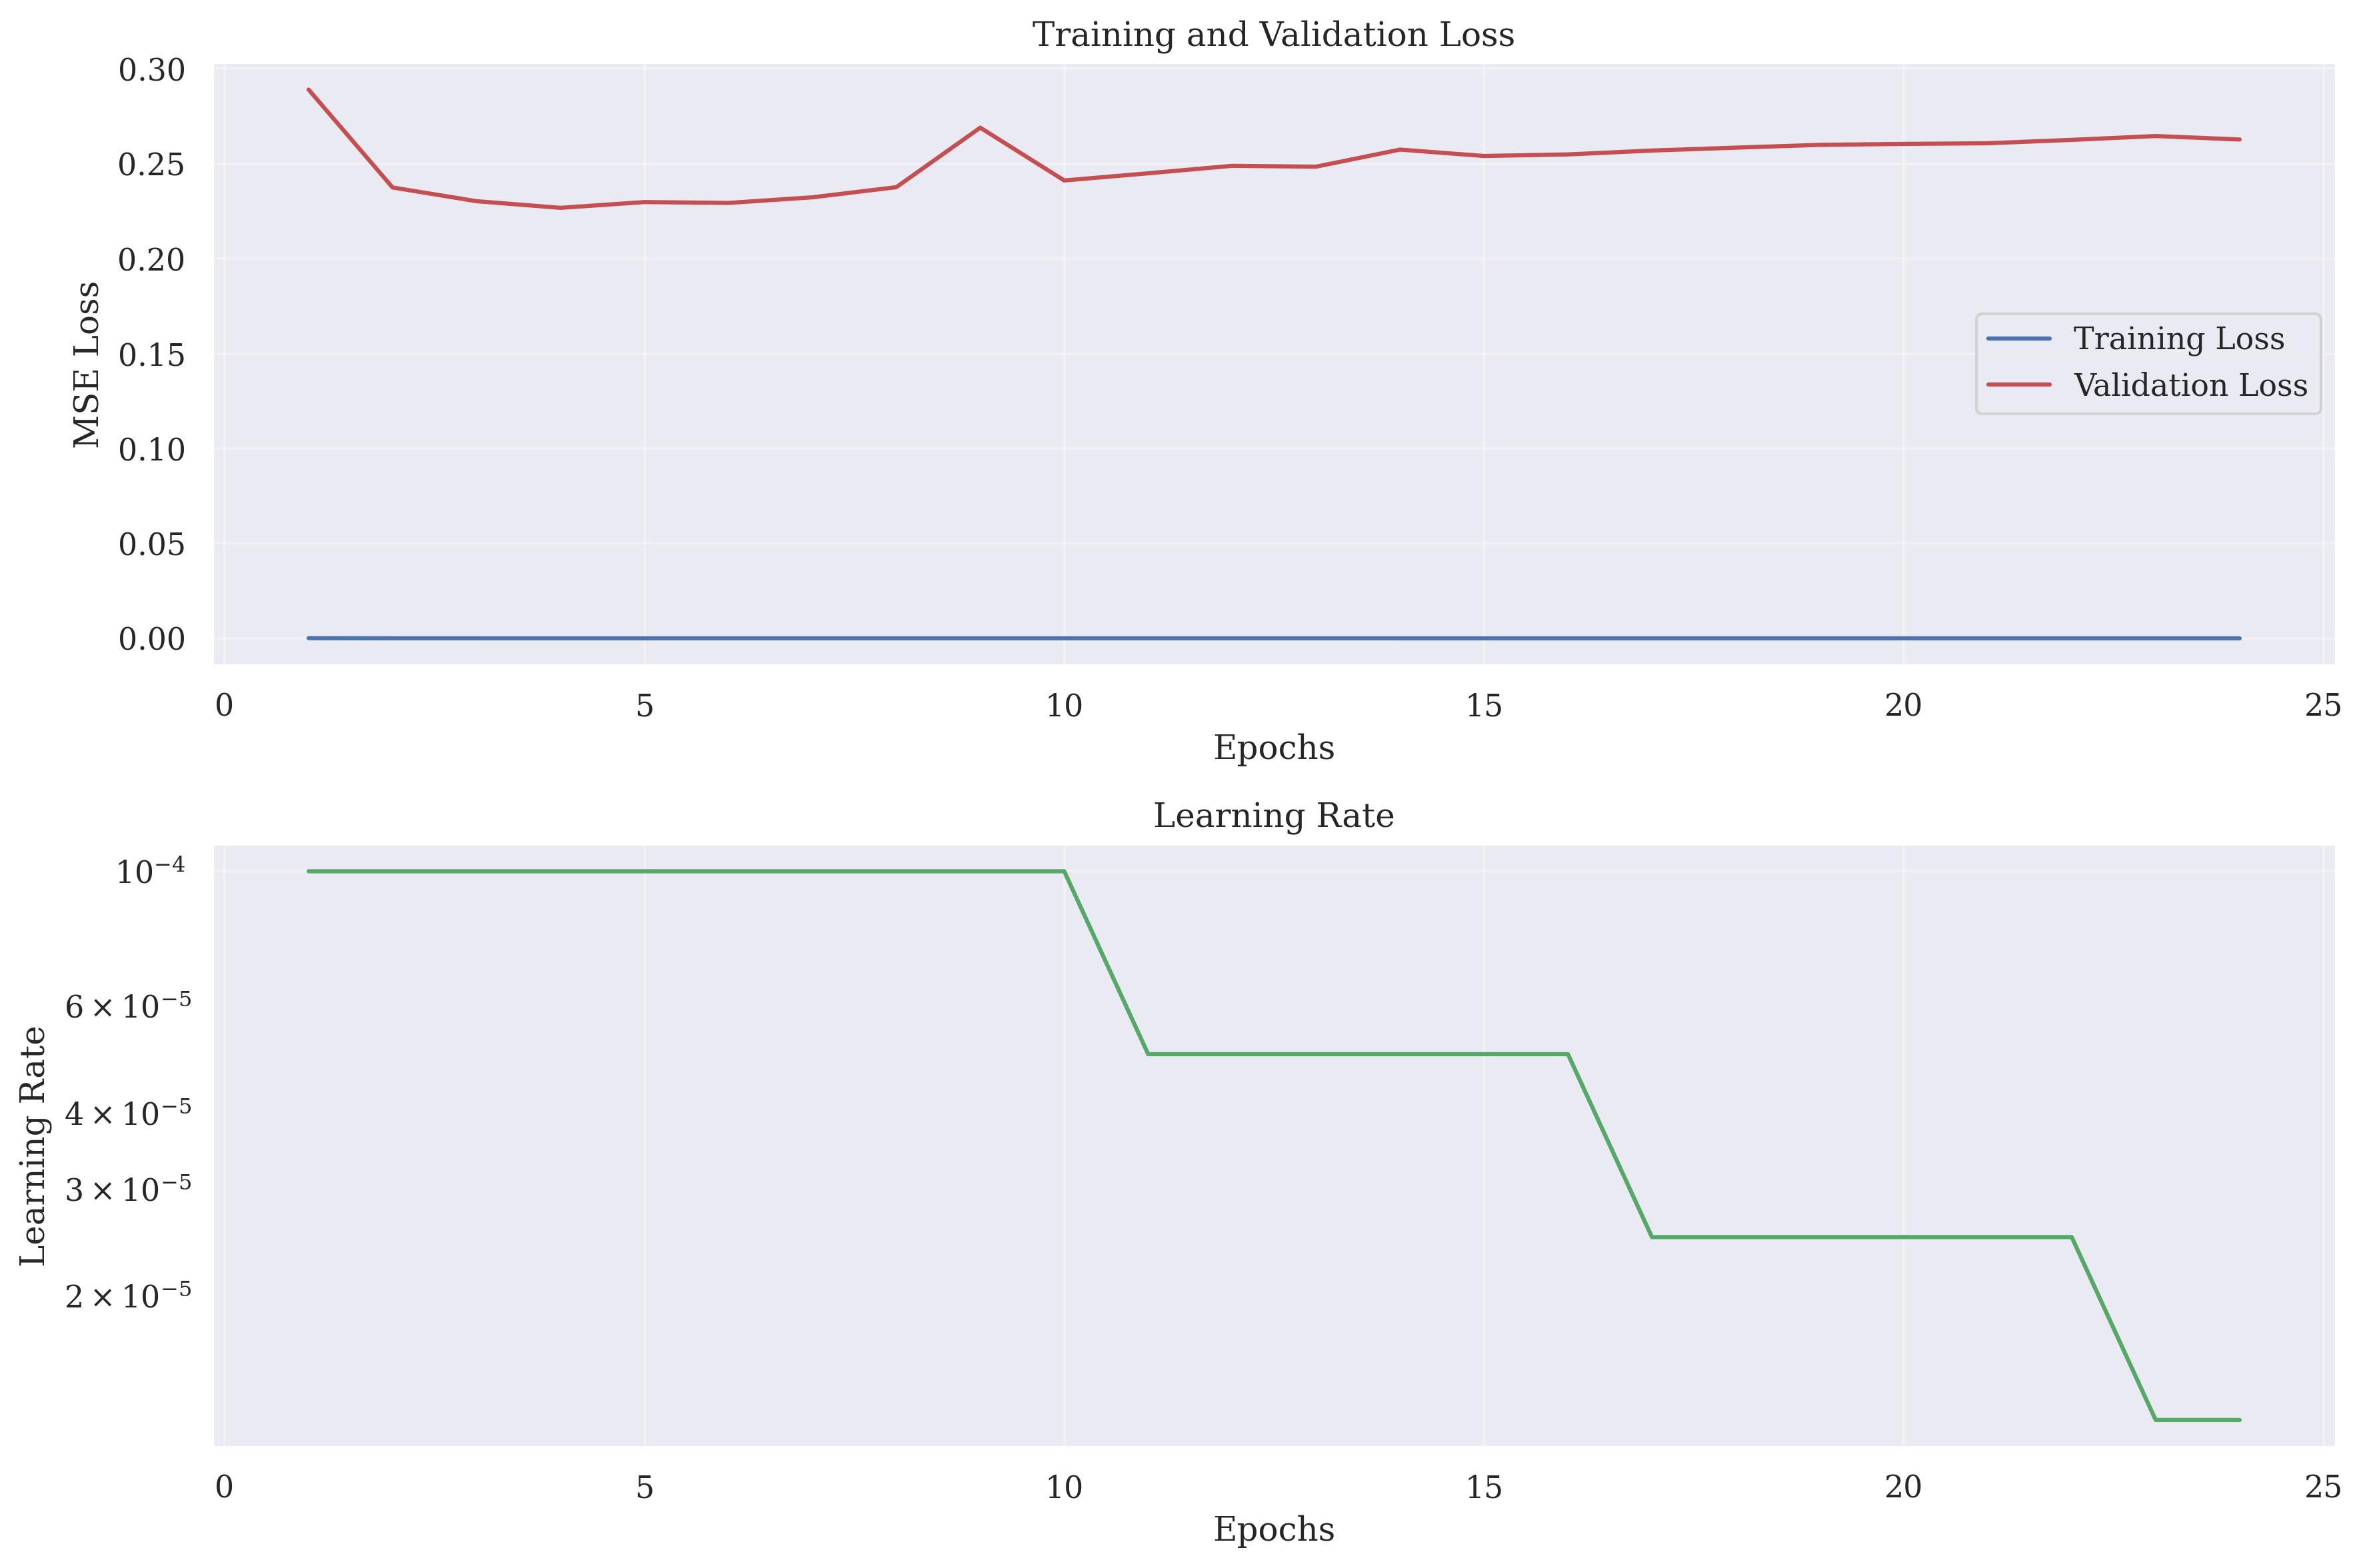 Training and Validation Loss
0.30
0.25
0.20
0.15
0.10
0.05
0.00
MSE Loss
Training Loss
Validation Loss
0 5 10 15 20 25
Epochs
Learning Rate
10⁻⁴
6 × 10⁻⁵
4 × 10⁻⁵
3 × 10⁻⁵
2 × 10⁻⁵
Learning Rate
0 5 10 15 20 25
Epochs